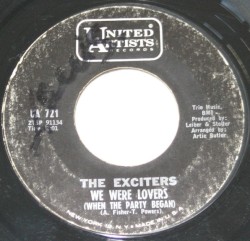 UNITED
ARTISTS
RECORDS
UA 721
Trio Music,
BMI
Produced by:
Leiber & Stoller
Arranged by
Artie Butler
THE EXCITERS
WE WERE LOVERS
(WHEN THE PARTY BEGAN)
(A. Fisher-T. Powers)